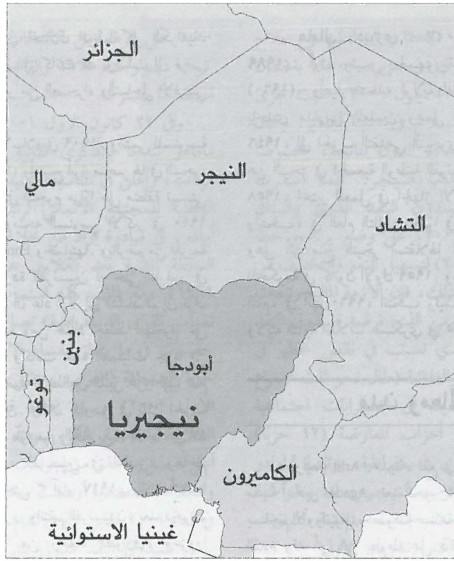 الجزائر
النيجر
مالي
التشاد
بنين
توغو
أبودجا
نيجيريا
الكاميرون
غينيا الاستوائية